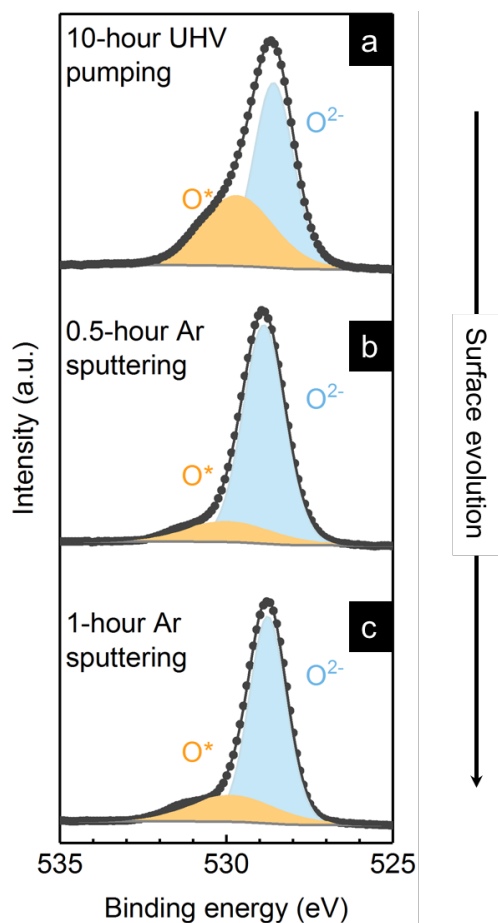 10-hour UHV
pumping
a
O²⁻
O*
0.5-hour Ar
sputtering
b
O²⁻
O*
1-hour Ar
sputtering
c
O²⁻
O*
Intensity (a.u.)
535 530 525
Binding energy (eV)
Surface evolution